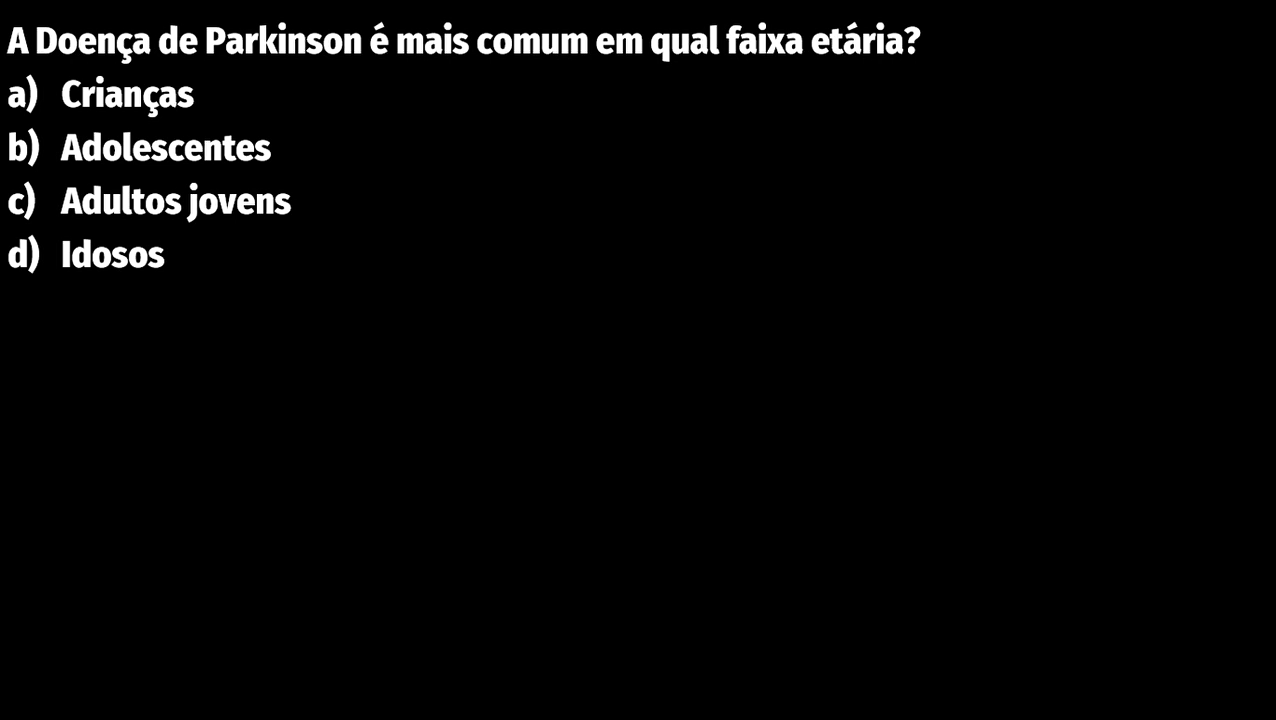 A Doença de Parkinson é mais comum em qual faixa etária?
a) Crianças
b) Adolescentes
c) Adultos jovens
d) Idosos